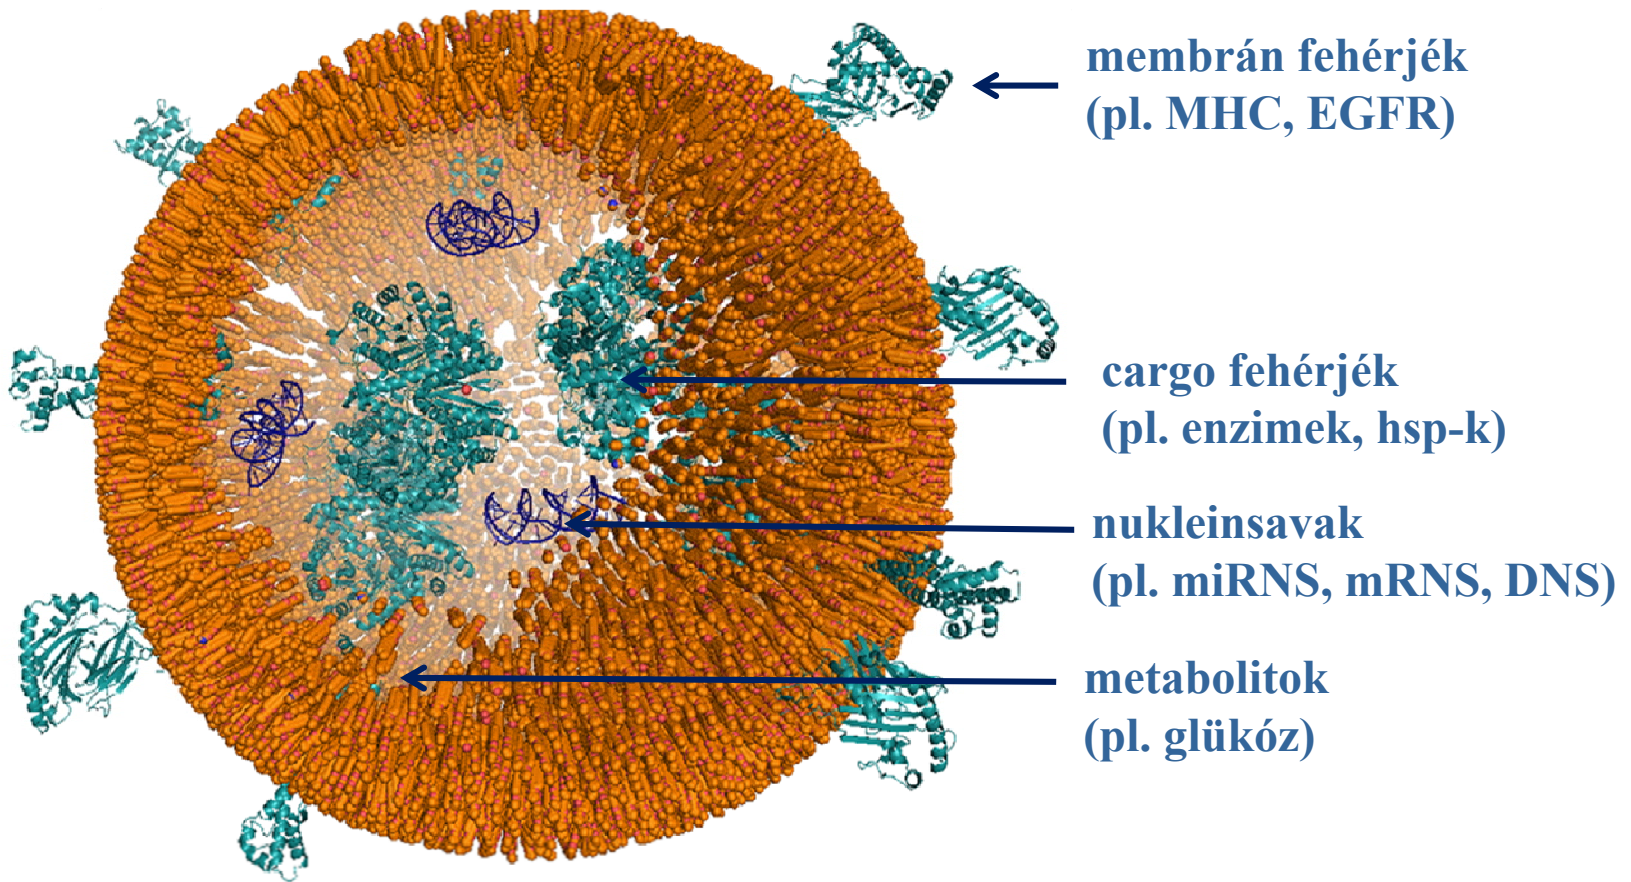 membrán fehérjék
(pl. MHC, EGFR)
cargo fehérjék
(pl. enzimek, hsp-k)
nukleinsavak
(pl. miRNS, mRNS, DNS)
metabolitok
(pl. glükóz)